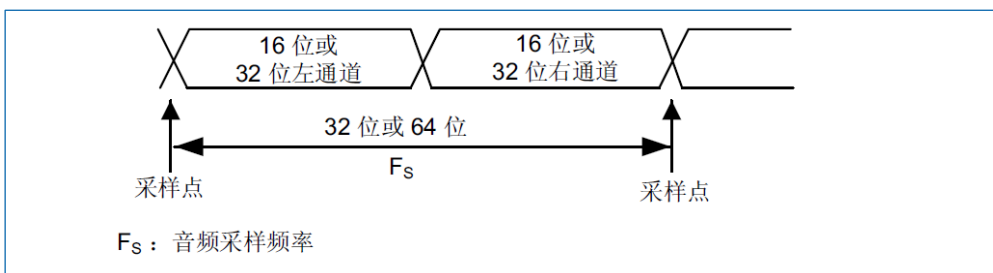 16 位或
32 位左通道
16 位或
32 位右通道
32 位或 64 位
FS
采样点
采样点
FS： 音频采样频率